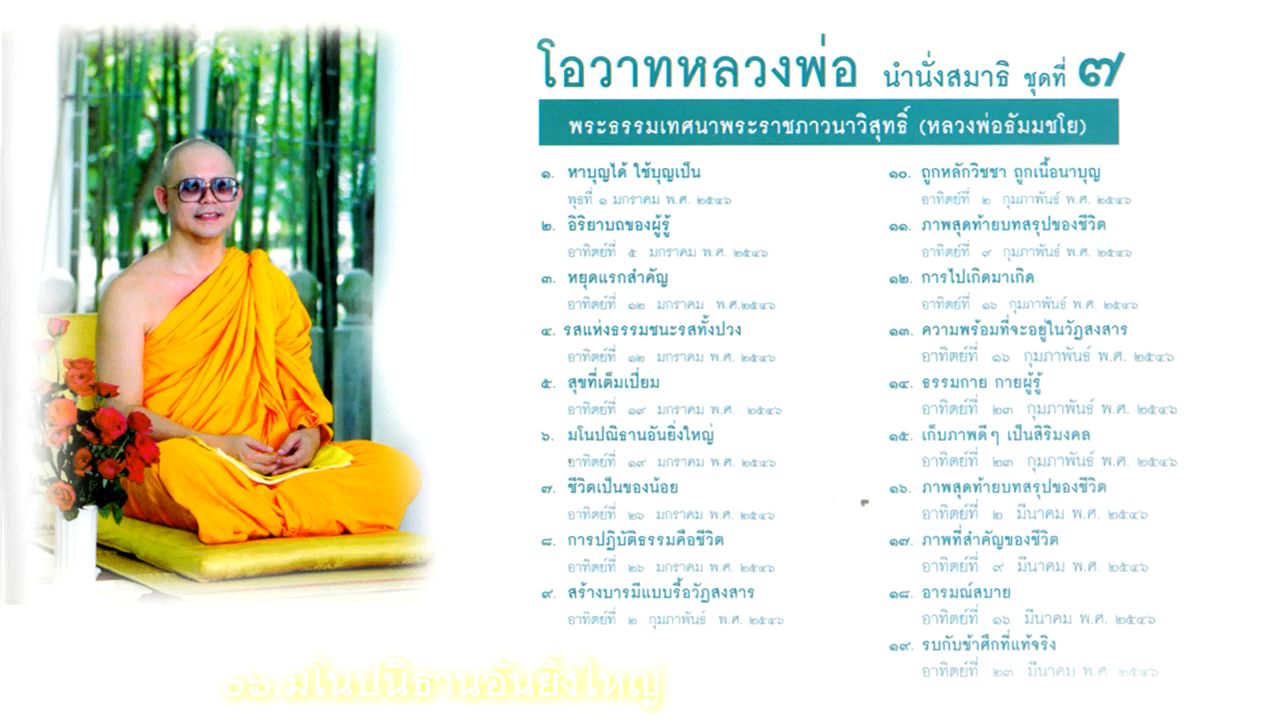 โอวาทหลวงพ่อ นำนั่งสมาธิ ชุดที่ ๗
พระธรรมเทศนาพระราชภาวนาวิสุทธิ์ (หลวงพ่อธัมมชโย)
๑. หาบุญได้ ใช้บุญเป็น
พุธที่ ๑ มกราคม พ.ศ. ๒๕๔๖
๒. อิริยาบถของผู้รู้
อาทิตย์ที่ ๕ มกราคม พ.ศ. ๒๕๔๖
๓. หยุดแรกสำคัญ
อาทิตย์ที่ ๑๒ มกราคม พ.ศ.๒๕๔๖
๔. รสแห่งธรรมชนะรสทั้งปวง
อาทิตย์ที่ ๑๒ มกราคม พ.ศ. ๒๕๔๖
๕. สุขที่เต็มเปี่ยม
อาทิตย์ที่ ๑๙ มกราคม พ.ศ. ๒๕๔๖
๖. มโนปณิธานอันยิ่งใหญ่
อาทิตย์ที่ ๑๙ มกราคม พ.ศ. ๒๕๔๖
๗. ชีวิตเป็นของน้อย
อาทิตย์ที่ ๒๖ มกราคม พ.ศ. ๒๕๔๖
๘. การปฏิบัติธรรมคือชีวิต
อาทิตย์ที่ ๒๖ มกราคม พ.ศ. ๒๕๔๖
๙. สร้างบารมีแบบรื้อวัฏสงสาร
อาทิตย์ที่ ๒ กุมภาพันธ์ พ.ศ. ๒๕๔๖
๑๐. ถูกหลักวิชชา ถูกเนื้อนาบุญ
อาทิตย์ที่ ๒ กุมภาพันธ์ พ.ศ. ๒๕๔๖
๑๑. ภาพสุดท้ายบทสรุปของชีวิต
อาทิตย์ที่ ๙ กุมภาพันธ์ พ.ศ. ๒๕๔๖
๑๒. การไปเกิดมาเกิด
อาทิตย์ที่ ๑๖ กุมภาพันธ์ พ.ศ. ๒๕๔๖
๑๓. ความพร้อมที่จะอยู่ในวัฏสงสาร
อาทิตย์ที่ ๑๖ กุมภาพันธ์ พ.ศ. ๒๕๔๖
๑๔. ธรรมกาย กายผู้รู้
อาทิตย์ที่ ๒๓ กุมภาพันธ์ พ.ศ. ๒๕๔๖
๑๕. เก็บภาพดีๆ เป็นสิริมงคล
อาทิตย์ที่ ๒๓ กุมภาพันธ์ พ.ศ. ๒๕๔๖
๑๖. ภาพสุดท้ายบทสรุปของชีวิต
อาทิตย์ที่ ๒ มีนาคม พ.ศ. ๒๕๔๖
๑๗. ภาพที่สำคัญของชีวิต
อาทิตย์ที่ ๙ มีนาคม พ.ศ. ๒๕๔๖
๑๘. อารมณ์สบาย
อาทิตย์ที่ ๑๖ มีนาคม พ.ศ. ๒๕๔๖
๑๙. รบกับข้าศึกที่แท้จริง
อาทิตย์ที่ ๒๓ มีนาคม พ.ศ. ๒๕๔๖
มโนปนิธานอันยิ่งใหญ่